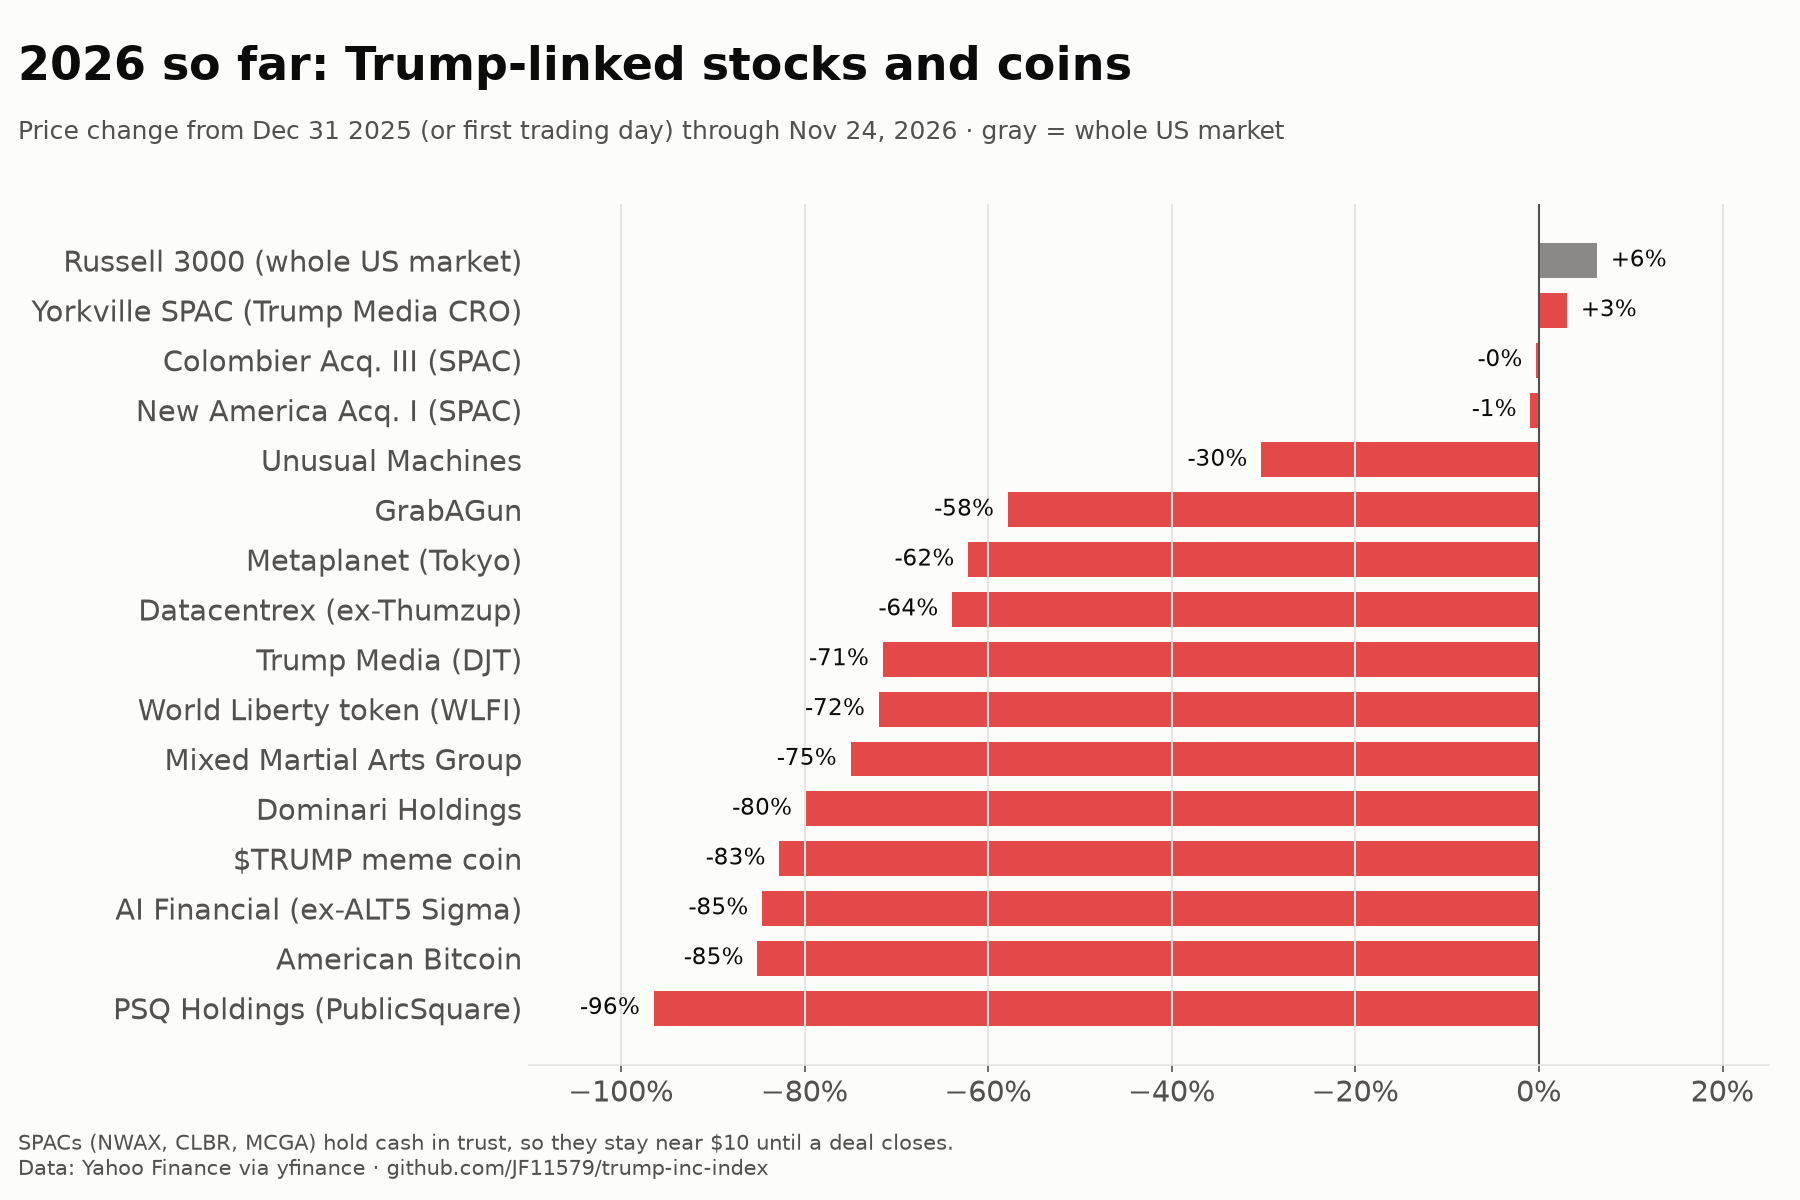 2026 so far: Trump-linked stocks and coins
Price change from Dec 31 2025 (or first trading day) through Nov 24, 2026 · gray = whole US market
Russell 3000 (whole US market) +6%
Yorkville SPAC (Trump Media CRO) +3%
Colombier Acq. III (SPAC) -0%
New America Acq. I (SPAC) -1%
Unusual Machines -30%
GrabAGun -58%
Metaplanet (Tokyo) -62%
Datacentrex (ex-Thumzup) -64%
Trump Media (DJT) -71%
World Liberty token (WLFI) -72%
Mixed Martial Arts Group -75%
Dominari Holdings -80%
$TRUMP meme coin -83%
AI Financial (ex-ALT5 Sigma) -85%
American Bitcoin -85%
PSQ Holdings (PublicSquare) -96%
−100% −80% −60% −40% −20% 0% 20%
SPACs (NWAX, CLBR, MCGA) hold cash in trust, so they stay near $10 until a deal closes.
Data: Yahoo Finance via yfinance · github.com/JF11579/trump-inc-index